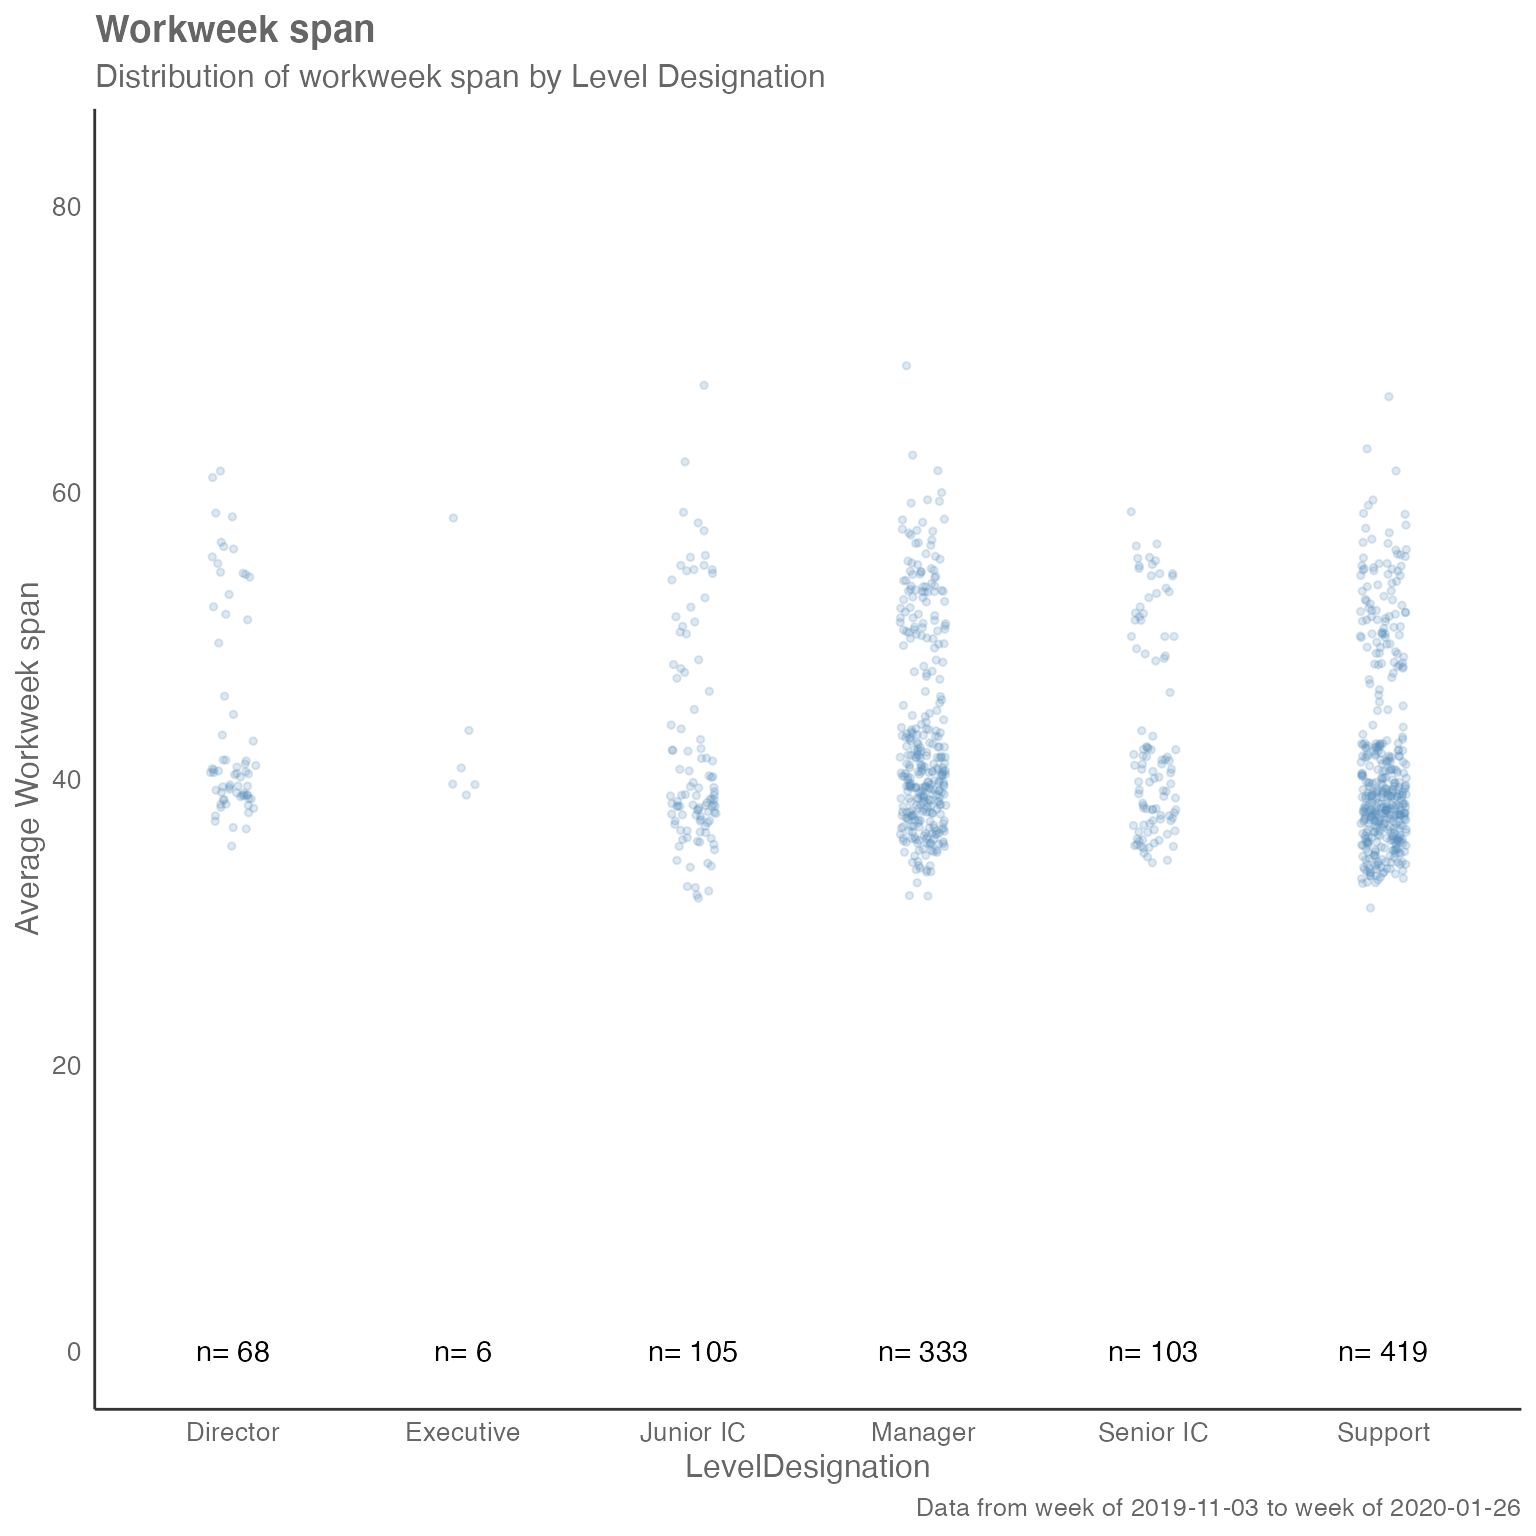 Workweek span
Distribution of workweek span by Level Designation
Average Workweek span
80
60
40
20
0
n= 68
n= 6
n= 105
n= 333
n= 103
n= 419
Director
Executive
Junior IC
Manager
Senior IC
Support
LevelDesignation
Data from week of 2019-11-03 to week of 2020-01-26